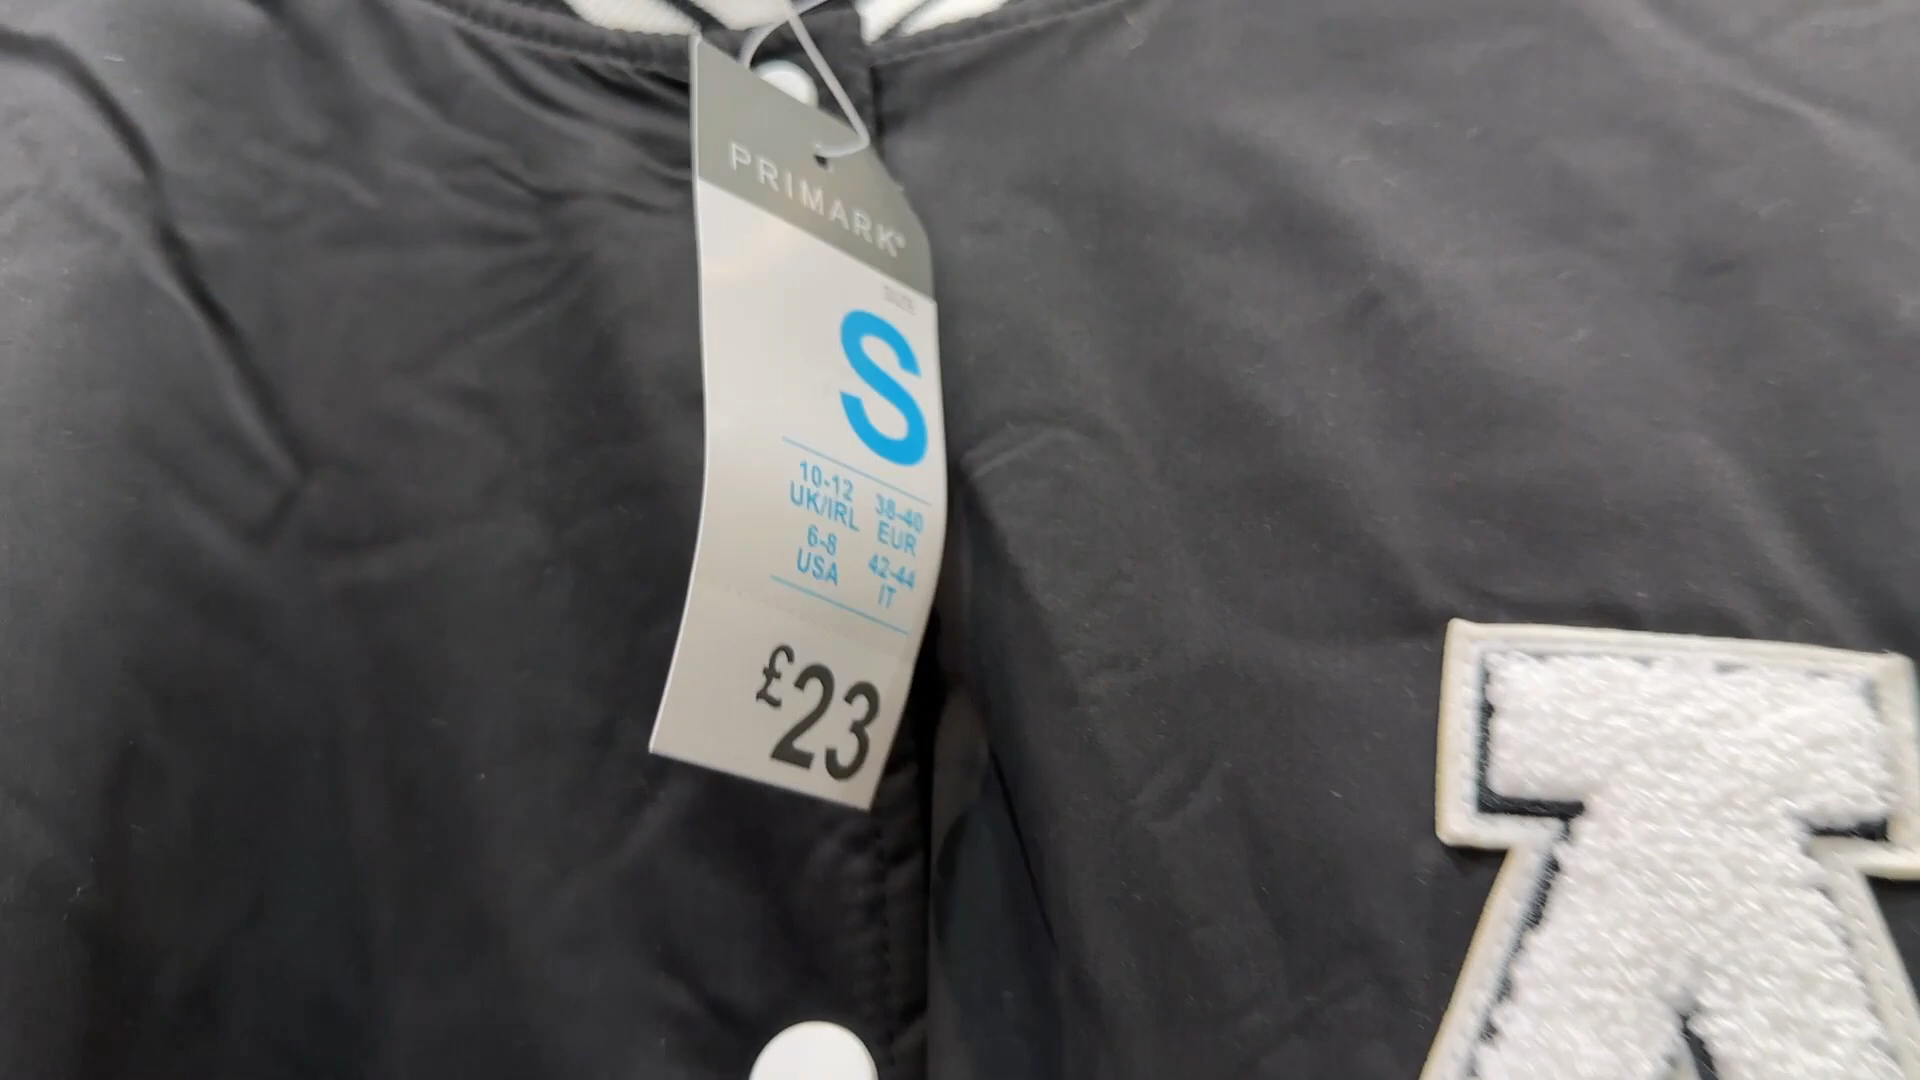 PRIMARK®
SIZE
S
10-12 38-40
UK/IRL EUR
6-8 42-44
USA IT
£23
A